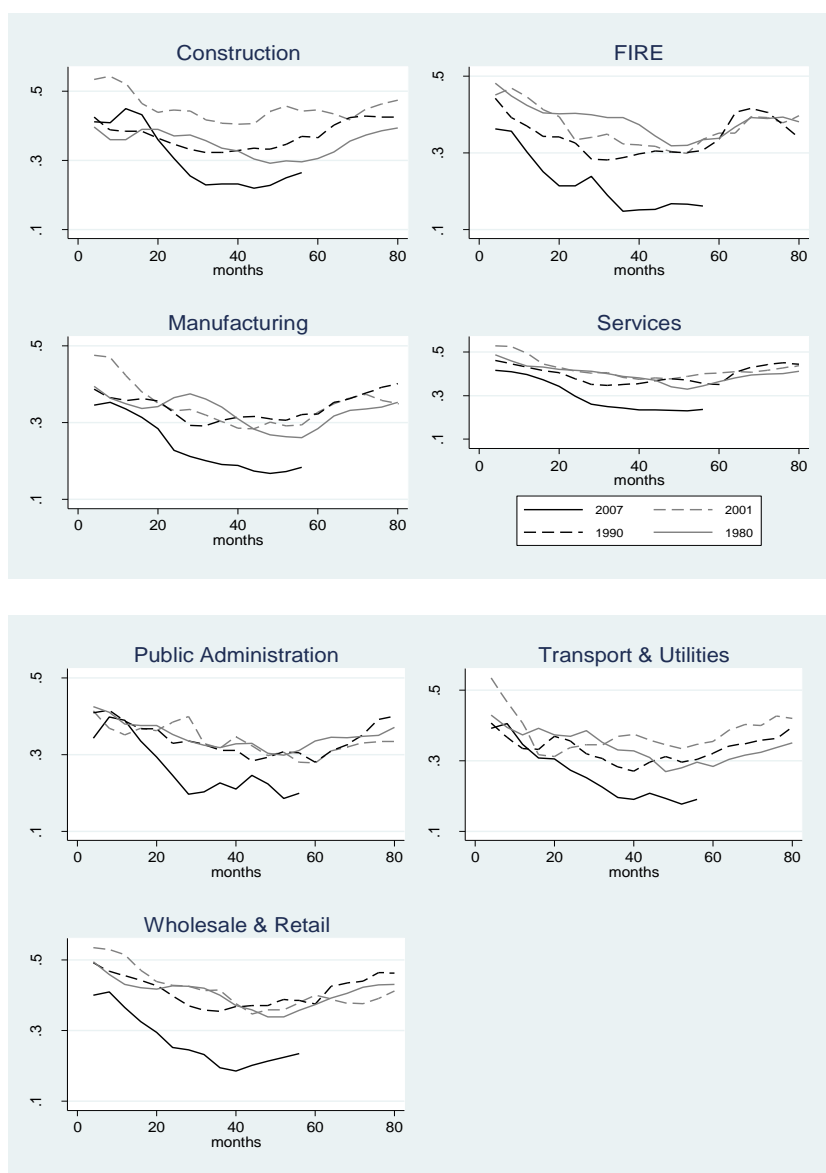 Construction
.5
.3
.1
0 20 40 60 80
months
FIRE
.5
.3
.1
0 20 40 60 80
months
Manufacturing
.5
.3
.1
0 20 40 60 80
months
Services
.5
.3
.1
0 20 40 60 80
months
2007 2001
1990 1980
Public Administration
.5
.3
.1
0 20 40 60 80
months
Transport & Utilities
.5
.3
.1
0 20 40 60 80
months
Wholesale & Retail
.5
.3
.1
0 20 40 60 80
months